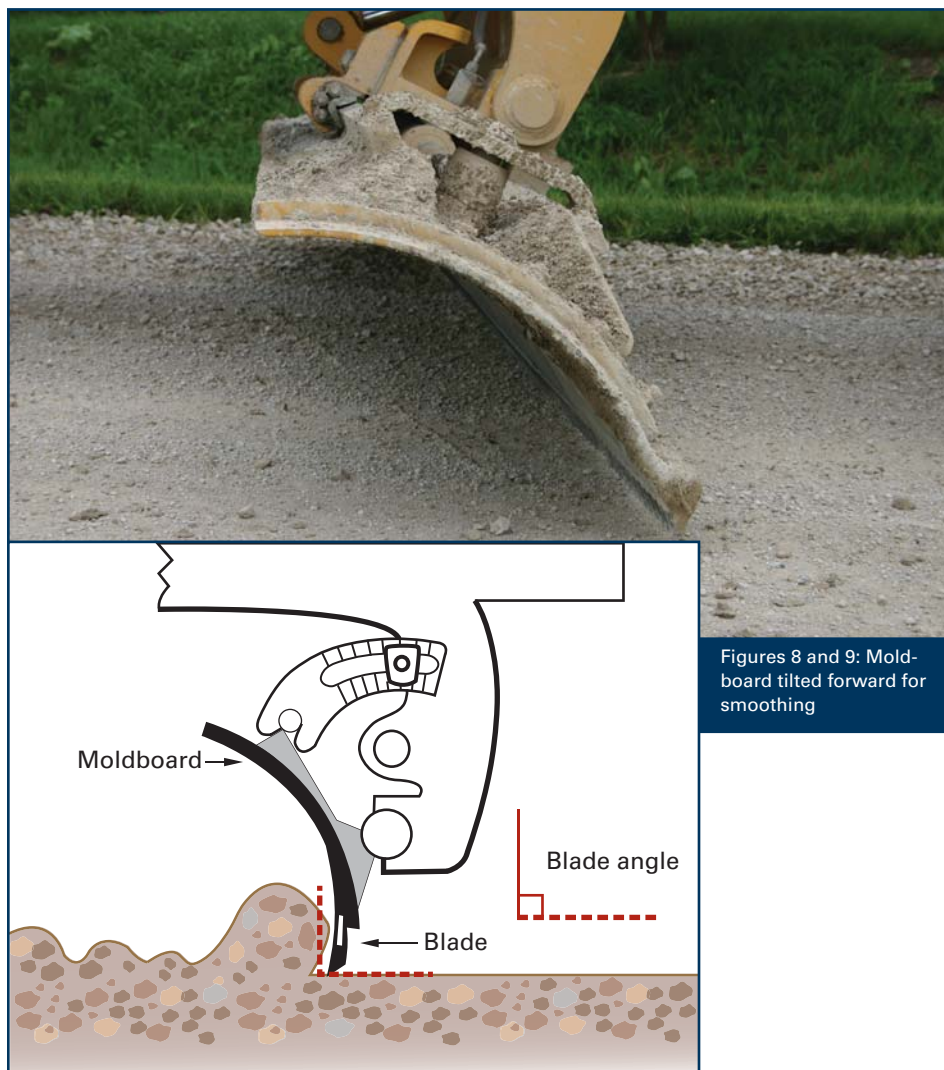 Figures 8 and 9: Mold-
board tilted forward for
smoothing
Moldboard
Blade angle
Blade